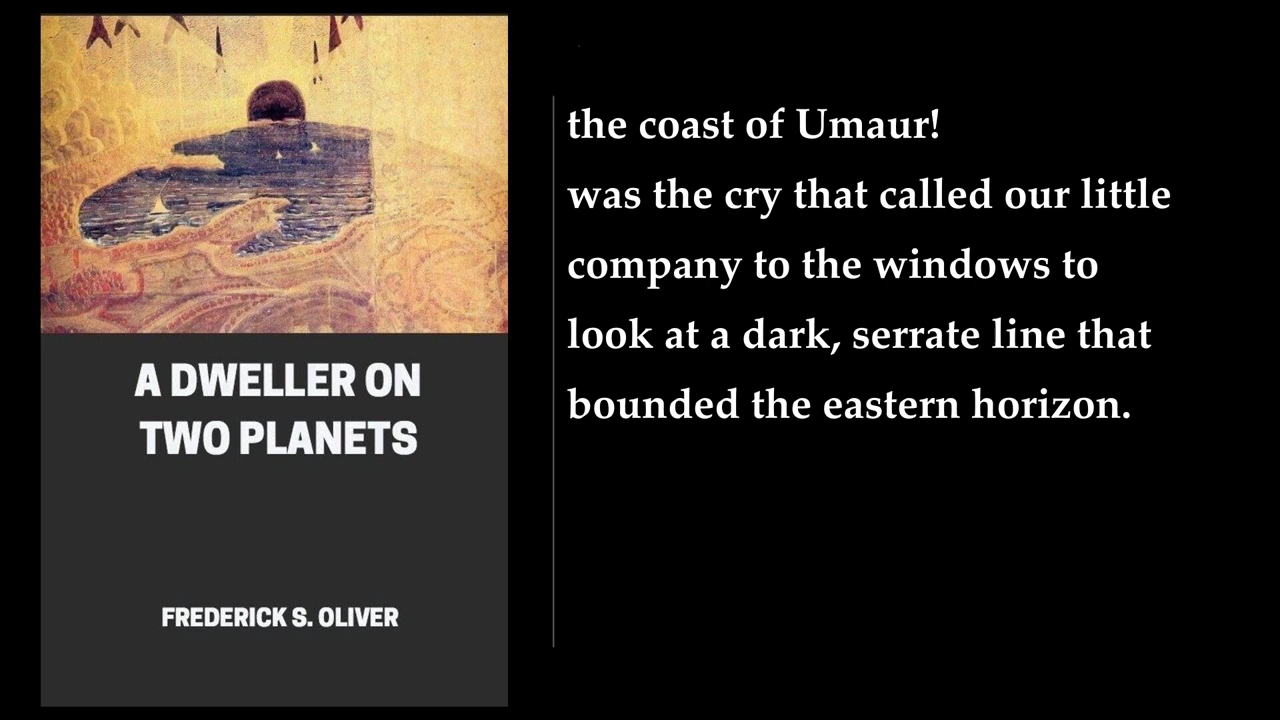 A DWELLER ON
TWO PLANETS
FREDERICK S. OLIVER
the coast of Umaur!
was the cry that called our little
company to the windows to
look at a dark, serrate line that
bounded the eastern horizon.